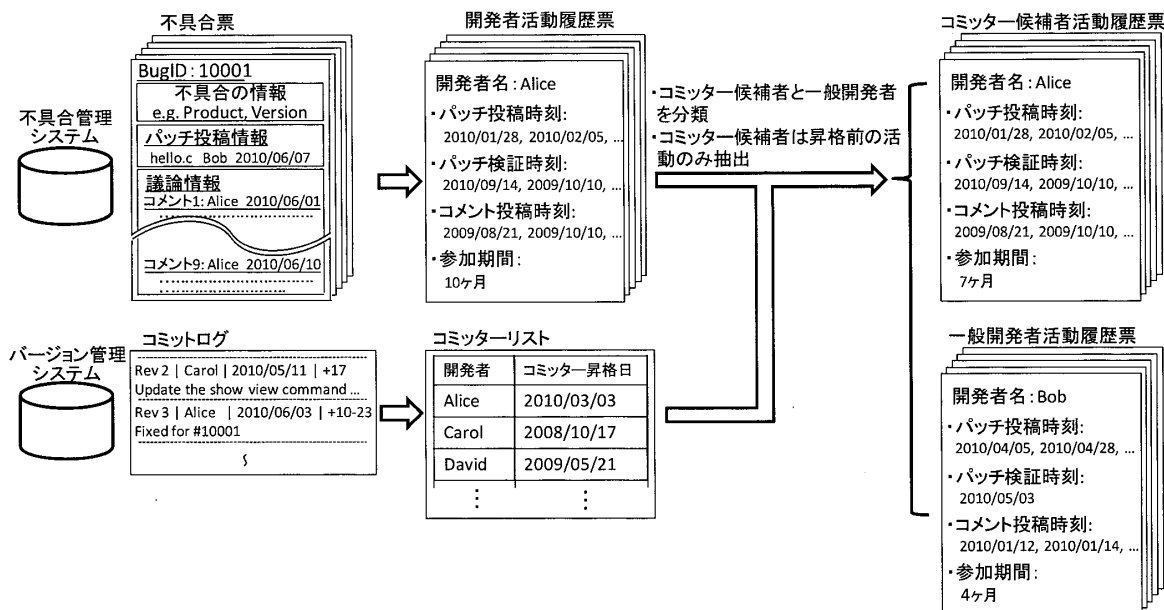 不具合票
BugID:10001
不具合の情報
e.g. Product, Version
パッチ投稿情報
hello.c Bob 2010/06/07
議論情報
コメント1: Alice 2010/06/01
コメント9: Alice 2010/06/10
不具合管理
システム
開発者活動履歴票
開発者名:Alice
・パッチ投稿時刻:
2010/01/28, 2010/02/05, ...
・パッチ検証時刻:
2010/09/14, 2009/10/10, ...
・コメント投稿時刻:
2009/08/21, 2009/10/10, ...
・参加期間:
10ヶ月
・コミッター候補者と一般開発者
を分類
・コミッター候補者は昇格前の活
動のみ抽出
コミッター候補者活動履歴票
開発者名:Alice
・パッチ投稿時刻:
2010/01/28, 2010/02/05, ...
・パッチ検証時刻:
2010/09/14, 2009/10/10, ...
・コメント投稿時刻:
2009/08/21, 2009/10/10, ...
・参加期間:
7ヶ月
バージョン管理
システム
コミットログ
Rev 2 | Carol | 2010/05/11 | +17
Update the show view command ...
Rev 3 | Alice | 2010/06/03 | +10-23
Fixed for #10001
コミッターリスト
開発者 コミッター昇格日
Alice 2010/03/03
Carol 2008/10/17
David 2009/05/21
一般開発者活動履歴票
開発者名:Bob
・パッチ投稿時刻:
2010/04/05, 2010/04/28, ...
・パッチ検証時刻:
2010/05/03
・コメント投稿時刻:
2010/01/12, 2010/01/14, ...
・参加期間:
4ヶ月